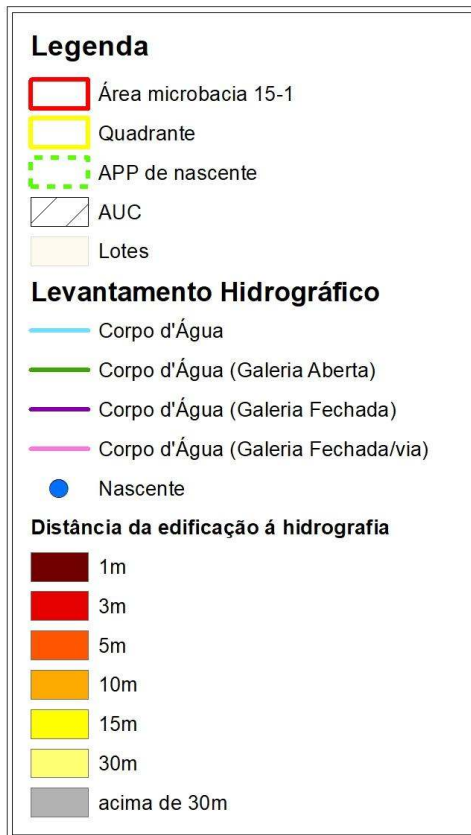 Legenda
Área microbacia 15-1
Quadrante
APP de nascente
AUC
Lotes
Levantamento Hidrográfico
Corpo d'Água
Corpo d'Água (Galeria Aberta)
Corpo d'Água (Galeria Fechada)
Corpo d'Água (Galeria Fechada/via)
Nascente
Distância da edificação á hidrografia
1m
3m
5m
10m
15m
30m
acima de 30m